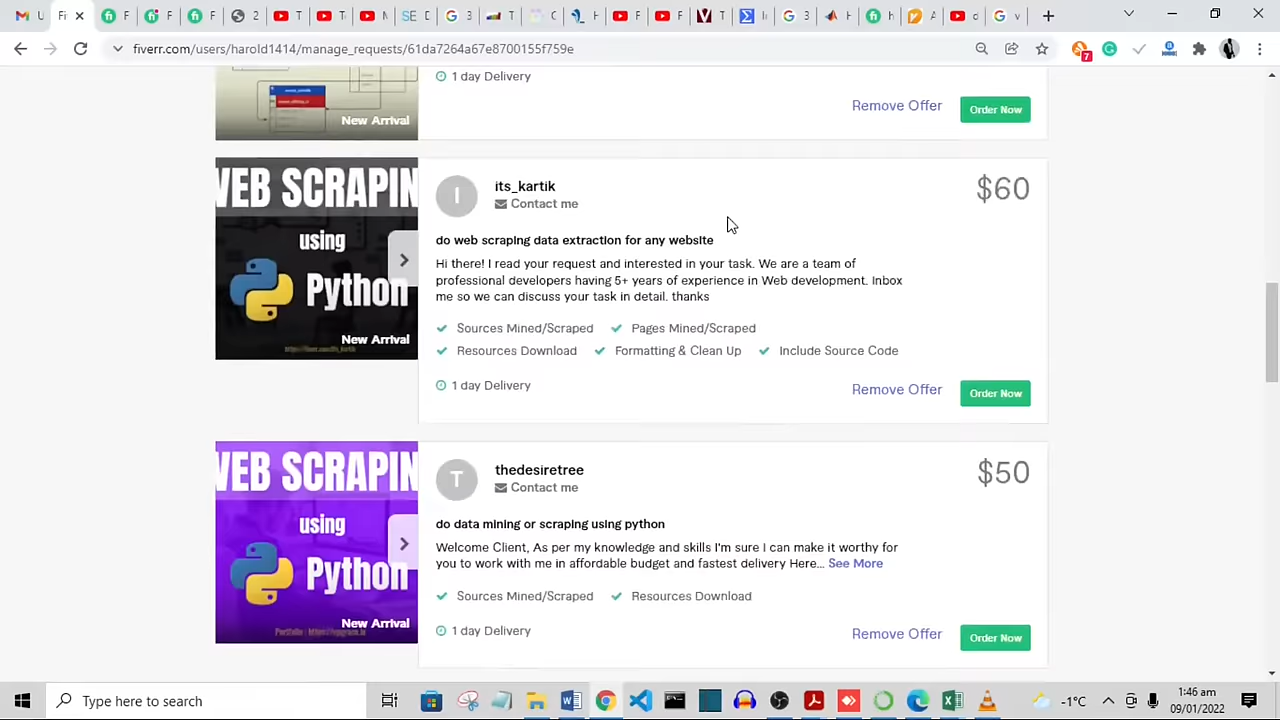 Fi
F
F
F
2
T
T
M
SE
G 3
C
H
F
F
T
Σ I
G 3
M
h
F
d
G v
fiverr.com/users/harold1414/manage_requests/61da7264a67e8700155f759e
7
1 day Delivery
Remove Offer
Order Now
New Arrival
WEB SCRAPIN
using
Python
New Arrival
I
its_kartik
Contact me
$60
do web scraping data extraction for any website
Hi there! I read your request and interested in your task. We are a team of
professional developers having 5+ years of experience in Web development. Inbox
me so we can discuss your task in detail. thanks
Sources Mined/Scraped Pages Mined/Scraped
Resources Download Formatting & Clean Up Include Source Code
1 day Delivery
Remove Offer
Order Now
WEB SCRAPIN
using
Python
New Arrival
T
thedesiretree
Contact me
$50
do data mining or scraping using python
Welcome Client, As per my knowledge and skills I'm sure I can make it worthy for
you to work with me in affordable budget and fastest delivery Here... See More
Sources Mined/Scraped Resources Download
1 day Delivery
Remove Offer
Order Now
Type here to search
-1°C
1:46 am
09/01/2022